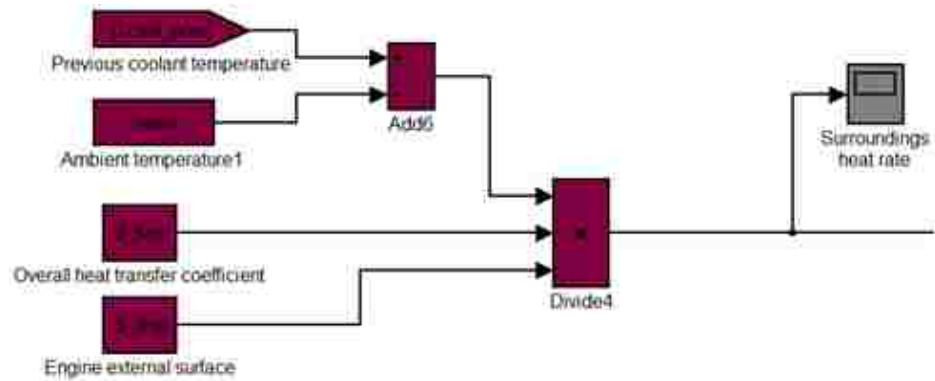 Previous coolant temperature
Add6
Ambient temperature1
Surroundings
heat rate
Overall heat transfer coefficient
Divide4
Engine external surface